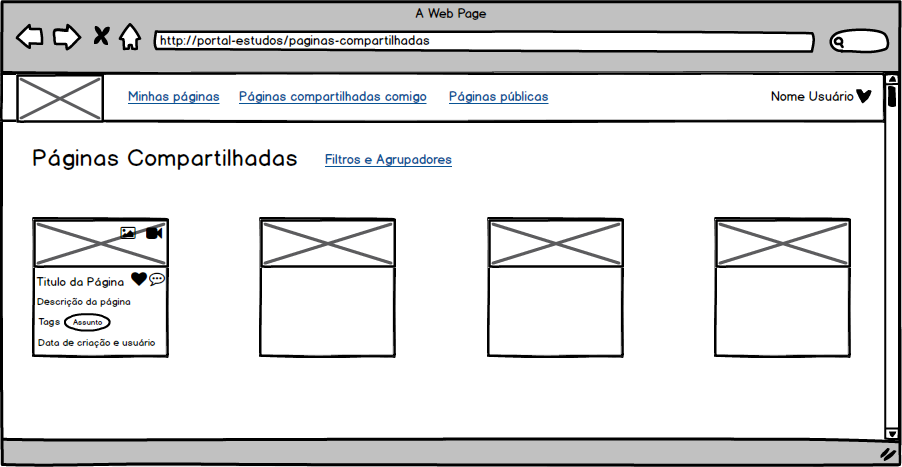 A Web Page
http://portal-estudos/paginas-compartilhadas
Minhas páginas Páginas compartilhadas comigo Páginas públicas Nome Usuário
Páginas Compartilhadas Filtros e Agrupadores
Titulo da Página
Descrição da página
Tags Assunto
Data de criação e usuário